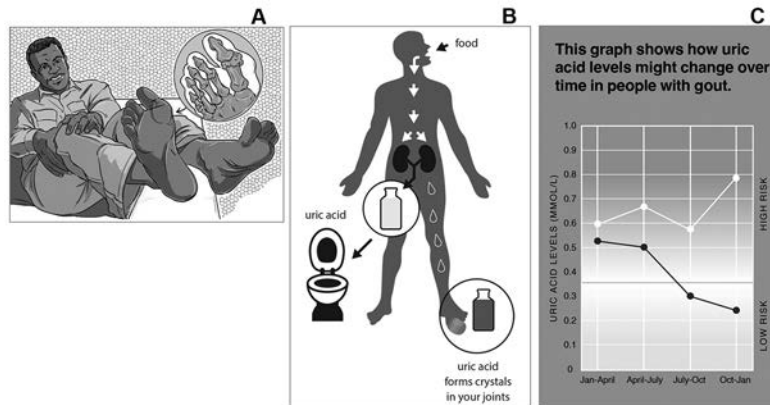 A
B
food
uric acid
uric acid
forms crystals
in your joints
C
This graph shows how uric
acid levels might change over
time in people with gout.
URIC ACID LEVELS (MMOL/L)
1.0
0.9
0.8
0.7
0.6
0.5
0.4
0.3
0.2
0.1
0
HIGH RISK
LOW RISK
Jan-April
April-July
July-Oct
Oct-Jan